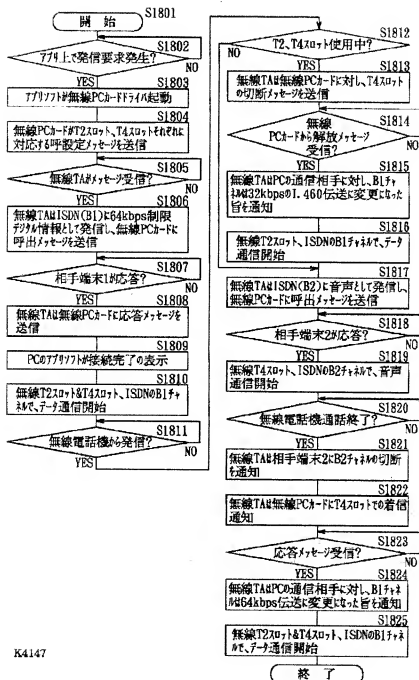 開始
S1801
S1802
アプリ上で発信要求発生?
NO
YES
S1803
アプリソフトが無線PCカードドライバ起動
S1804
無線PCカードがT2スロット、T4スロットそれぞれに
対応する呼設定メッセージを送信
S1805
無線TAがメッセージ受信?
NO
YES
S1806
無線TAはISDN(B1)に64kbps制限
デジタル情報として発信し、無線PCカードに
呼出メッセージを送信
S1807
相手端末1が応答?
NO
YES
S1808
無線TAは無線PCカードに応答メッセージを
送信
S1809
PCのアプリソフトが接続完了の表示
S1810
無線T2スロット&T4スロット、ISDNのB1チャ
ネルで、データ通信開始
S1811
無線電話機から発信?
NO
YES
S1812
T2、T4スロット使用中?
NO
YES
S1813
無線TAは無線PCカードに対し、T4スロット
の切断メッセージを送信
S1814
無線
PCカードから解放メッセージ
受信?
NO
YES
S1815
無線TAはPCの通信相手に対し、B1チャ
ネルは32kbpsのI.460伝送に変更になった
旨を通知
S1816
無線T2スロット、ISDNのB1チャネルで、データ
通信開始
S1817
無線TAはISDN(B2)に音声として発信し、
無線PCカードに呼出メッセージを送信
S1818
相手端末2が応答?
NO
YES
S1819
無線T4スロット、ISDNのB2チャネルで、音声
通信開始
S1820
無線電話機通話終了?
NO
YES
S1821
無線TAは相手端末2にB2チャネルの切断
を通知
S1822
無線TAは無線PCカードにT4スロットでの着信
通知
S1823
応答メッセージ受信?
NO
YES
S1824
無線TAはPCの通信相手に対し、B1チャネ
ルは64kbps伝送に変更になった旨を通知
S1825
無線T2スロット&T4スロット、ISDNのB1チャネ
ルで、データ通信開始
終了
K4147